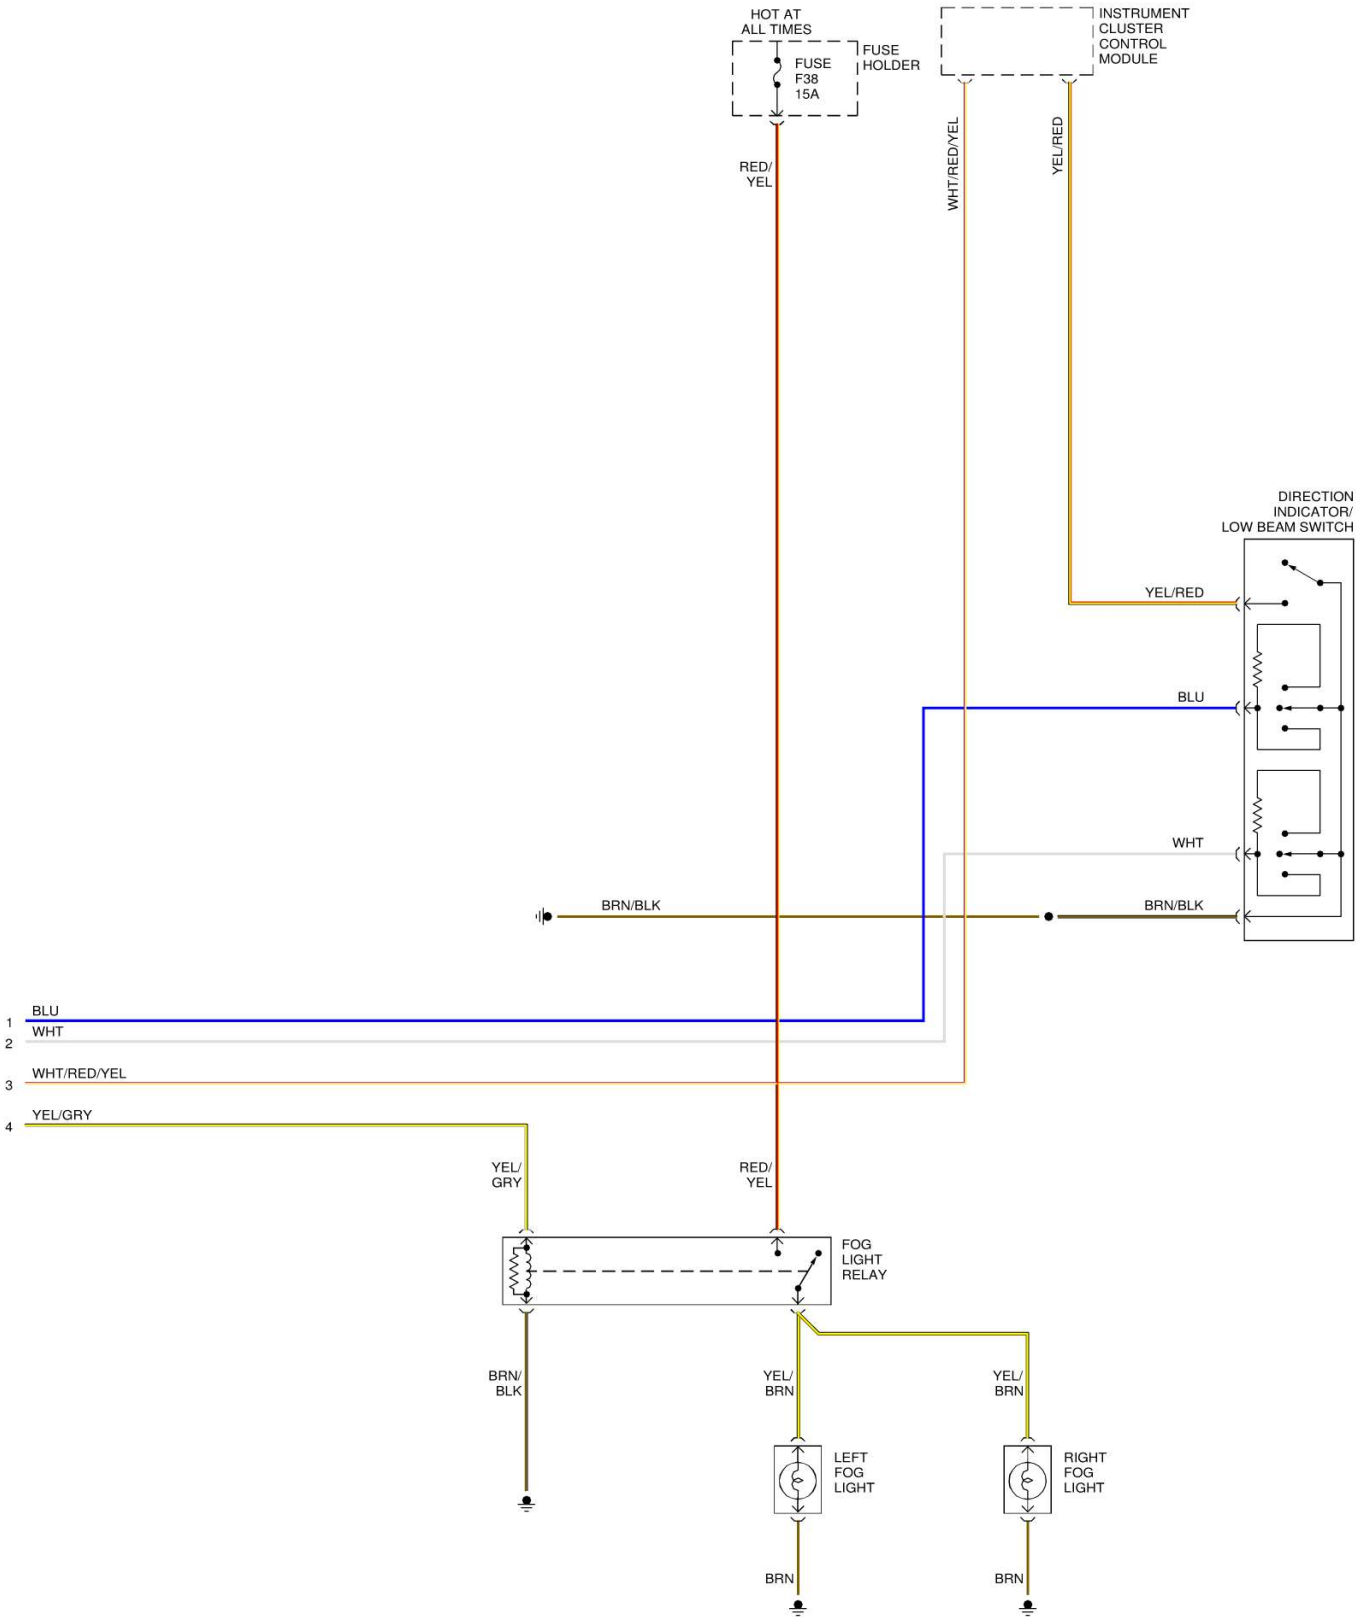 HOT AT
ALL TIMES
FUSE
HOLDER
FUSE
F38
15A
INSTRUMENT
CLUSTER
CONTROL
MODULE
RED/
YEL
WHT/RED/YEL
YEL/RED
DIRECTION
INDICATOR/
LOW BEAM SWITCH
YEL/RED
BLU
WHT
BRN/BLK
BRN/BLK
1 BLU
2 WHT
3 WHT/RED/YEL
4 YEL/GRY
YEL/
GRY
RED/
YEL
FOG
LIGHT
RELAY
BRN/
BLK
YEL/
BRN
YEL/
BRN
LEFT
FOG
LIGHT
RIGHT
FOG
LIGHT
BRN
BRN